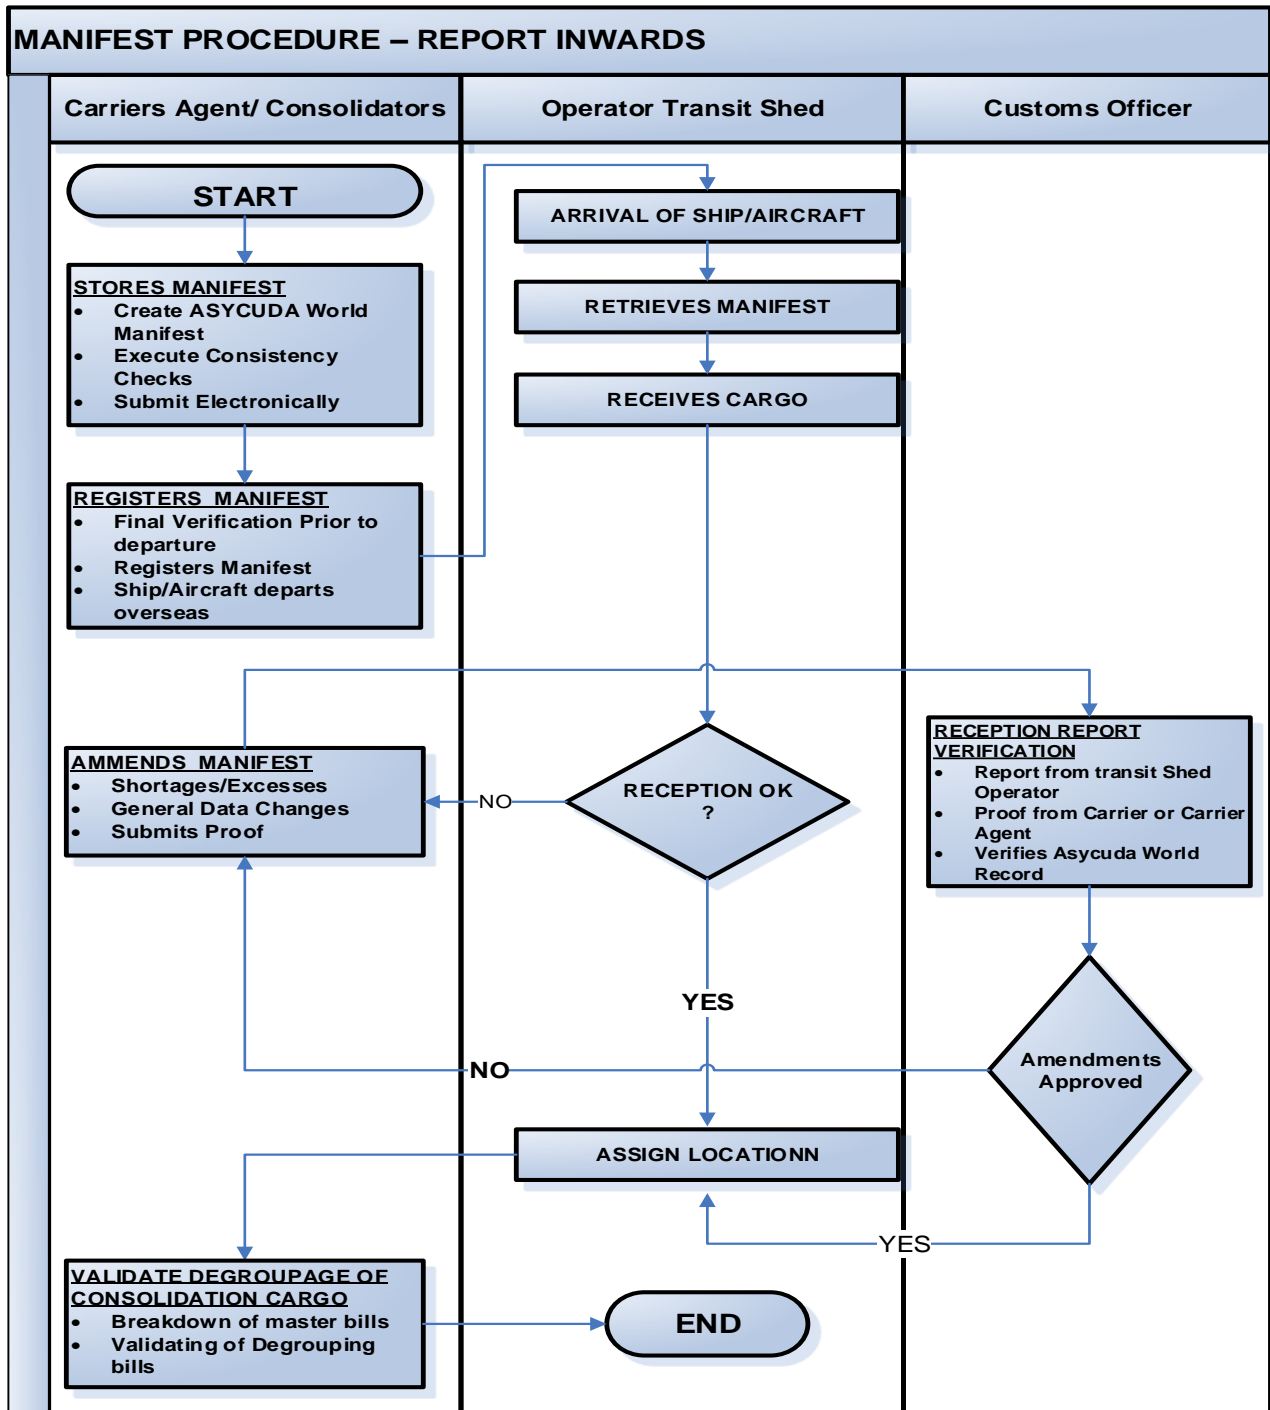 MANIFEST PROCEDURE – REPORT INWARDS
Carriers Agent/ Consolidators
Operator Transit Shed
Customs Officer
START
STORES MANIFEST
• Create ASYCUDA World
Manifest
• Execute Consistency
Checks
• Submit Electronically
REGISTERS MANIFEST
• Final Verification Prior to
departure
• Registers Manifest
• Ship/Aircraft departs
overseas
ARRIVAL OF SHIP/AIRCRAFT
RETRIEVES MANIFEST
RECEIVES CARGO
AMMENDS MANIFEST
• Shortages/Excesses
• General Data Changes
• Submits Proof
NO
RECEPTION OK
?
RECEPTION REPORT
VERIFICATION
• Report from transit Shed
Operator
• Proof from Carrier or Carrier
Agent
• Verifies Asycuda World
Record
YES
NO
Amendments
Approved
ASSIGN LOCATIONN
YES
VALIDATE DEGROUPAGE OF
CONSOLIDATION CARGO
• Breakdown of master bills
• Validating of Degrouping
bills
END